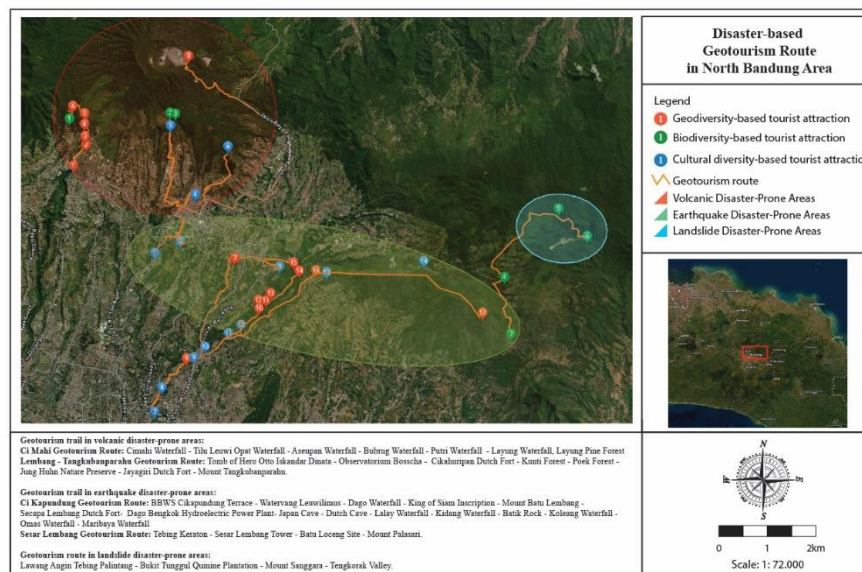 Disaster-based
Geotourism Route
in North Bandung Area
Legend
1 Geodiversity-based tourist attraction
1 Biodiversity-based tourist attraction
1 Cultural diversity-based tourist attract
Geotourism route
Volcanic Disaster-Prone Areas
Earthquake Disaster-Prone Areas
Landslide Disaster-Prone Areas
Geotourism trail in volcanic disaster-prone areas:
Ci Mahi Geotourism Route: Cimahi Waterfall - Tilu Leuwi Opat Waterfall - Aseupan Waterfall - Bubrug Waterfall - Putri Waterfall - Layung Waterfall, Layung Pine Forest
Lembang - Tangkubanparahu Geotourism Route: Tomb of Hero Otto Iskandar Dinata - Observatorium Bosscha - Cikahuripan Dutch Fort - Kunti Forest - Poek Forest -
Jung Huhn Nature Preserve - Jayagiri Dutch Fort - Mount Tangkubanparahu.
Geotourism trail in earthquake disaster-prone areas:
Ci Kapundung Geotourism Route: BBWS Cikapundung Terrace - Watervang Leuwilimus - Dago Waterfall - King of Siam Inscription - Mount Batu Lembang -
Secapa Lembang Dutch Fort- Dago Bengkok Hydroelectric Power Plant- Japan Cave - Dutch Cave - Lalay Waterfall - Kidang Waterfall - Batik Rock - Koleang Waterfall -
Omas Waterfall - Maribaya Waterfall
Sesar Lembang Geotourism Route: Tebing Keraton - Sesar Lembang Tower - Batu Loceng Site - Mount Palasari.
Geotourism route in landslide disaster-prone areas:
Lawang Angin Tebing Palintang - Bukit Tunggul Quinine Plantation - Mount Sanggara - Tengkorak Valley.
N
W
E
S
0 1 2km
Scale: 1: 72.000